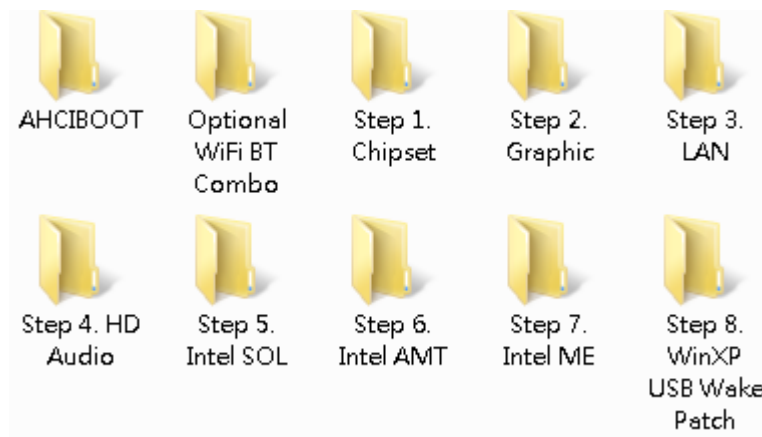 AHCIBOOT
Optional
WiFi BT
Combo
Step 1.
Chipset
Step 2.
Graphic
Step 3.
LAN
Step 4. HD
Audio
Step 5.
Intel SOL
Step 6.
Intel AMT
Step 7.
Intel ME
Step 8.
WinXP
USB Wake
Patch